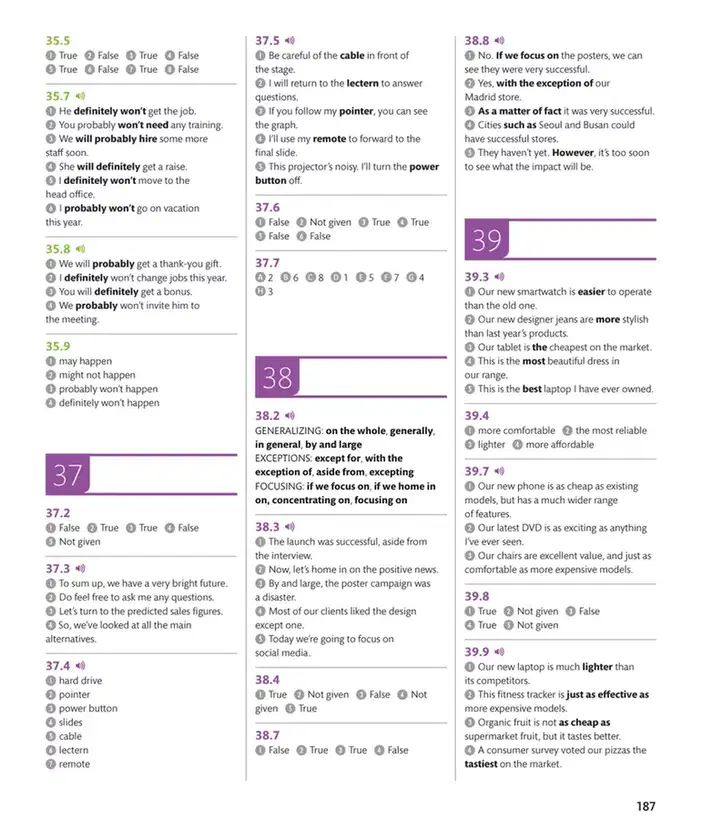 35.5
1 True 2 False 3 True 4 False
5 True 6 False 7 True 8 False
35.7
1 He definitely won't get the job.
2 You probably won't need any training.
3 We will probably hire some more
staff soon.
4 She will definitely get a raise.
5 I definitely won't move to the
head office.
6 I probably won't go on vacation
this year.
35.8
1 We will probably get a thank-you gift.
2 I definitely won't change jobs this year.
3 You will definitely get a bonus.
4 We probably won't invite him to
the meeting.
35.9
1 may happen
2 might not happen
3 probably won't happen
4 definitely won't happen
37
37.2
1 False 2 True 3 True 4 False
5 Not given
37.3
1 To sum up, we have a very bright future.
2 Do feel free to ask me any questions.
3 Let's turn to the predicted sales figures.
4 So, we've looked at all the main
alternatives.
37.4
1 hard drive
2 pointer
3 power button
4 slides
5 cable
6 lectern
7 remote
37.5
1 Be careful of the cable in front of
the stage.
2 I will return to the lectern to answer
questions.
3 If you follow my pointer, you can see
the graph.
4 I'll use my remote to forward to the
final slide.
5 This projector's noisy. I'll turn the power
button off.
37.6
1 False 2 Not given 3 True 4 True
5 False 6 False
37.7
A 2 B 6 C 8 D 1 E 5 F 7 G 4
H 3
38
38.2
GENERALIZING: on the whole, generally,
in general, by and large
EXCEPTIONS: except for, with the
exception of, aside from, excepting
FOCUSING: if we focus on, if we home in
on, concentrating on, focusing on
38.3
1 The launch was successful, aside from
the interview.
2 Now, let's home in on the positive news.
3 By and large, the poster campaign was
a disaster.
4 Most of our clients liked the design
except one.
5 Today we're going to focus on
social media..
38.4
1 True 2 Not given 3 False 4 Not
given 5 True
38.7
1 False 2 True 3 True 4 False
38.8
1 No. If we focus on the posters, we can
see they were very successful.
2 Yes, with the exception of our
Madrid store.
3 As a matter of fact it was very successful.
4 Cities such as Seoul and Busan could
have successful stores.
5 They haven't yet. However, it's too soon
to see what the impact will be.
39
39.3
1 Our new smartwatch is easier to operate
than the old one.
2 Our new designer jeans are more stylish
than last year's products.
3 Our tablet is the cheapest on the market.
4 This is the most beautiful dress in
our range.
5 This is the best laptop I have ever owned.
39.4
1 more comfortable 2 the most reliable
3 lighter 4 more affordable
39.7
1 Our new phone is as cheap as existing
models, but has a much wider range
of features.
2 Our latest DVD is as exciting as anything
I've ever seen.
3 Our chairs are excellent value, and just as
comfortable as more expensive models.
39.8
1 True 2 Not given 3 False
4 True 5 Not given
39.9
1 Our new laptop is much lighter than
its competitors.
2 This fitness tracker is just as effective as
more expensive models.
3 Organic fruit is not as cheap as
supermarket fruit, but it tastes better.
4 A consumer survey voted our pizzas the
tastiest on the market.
187